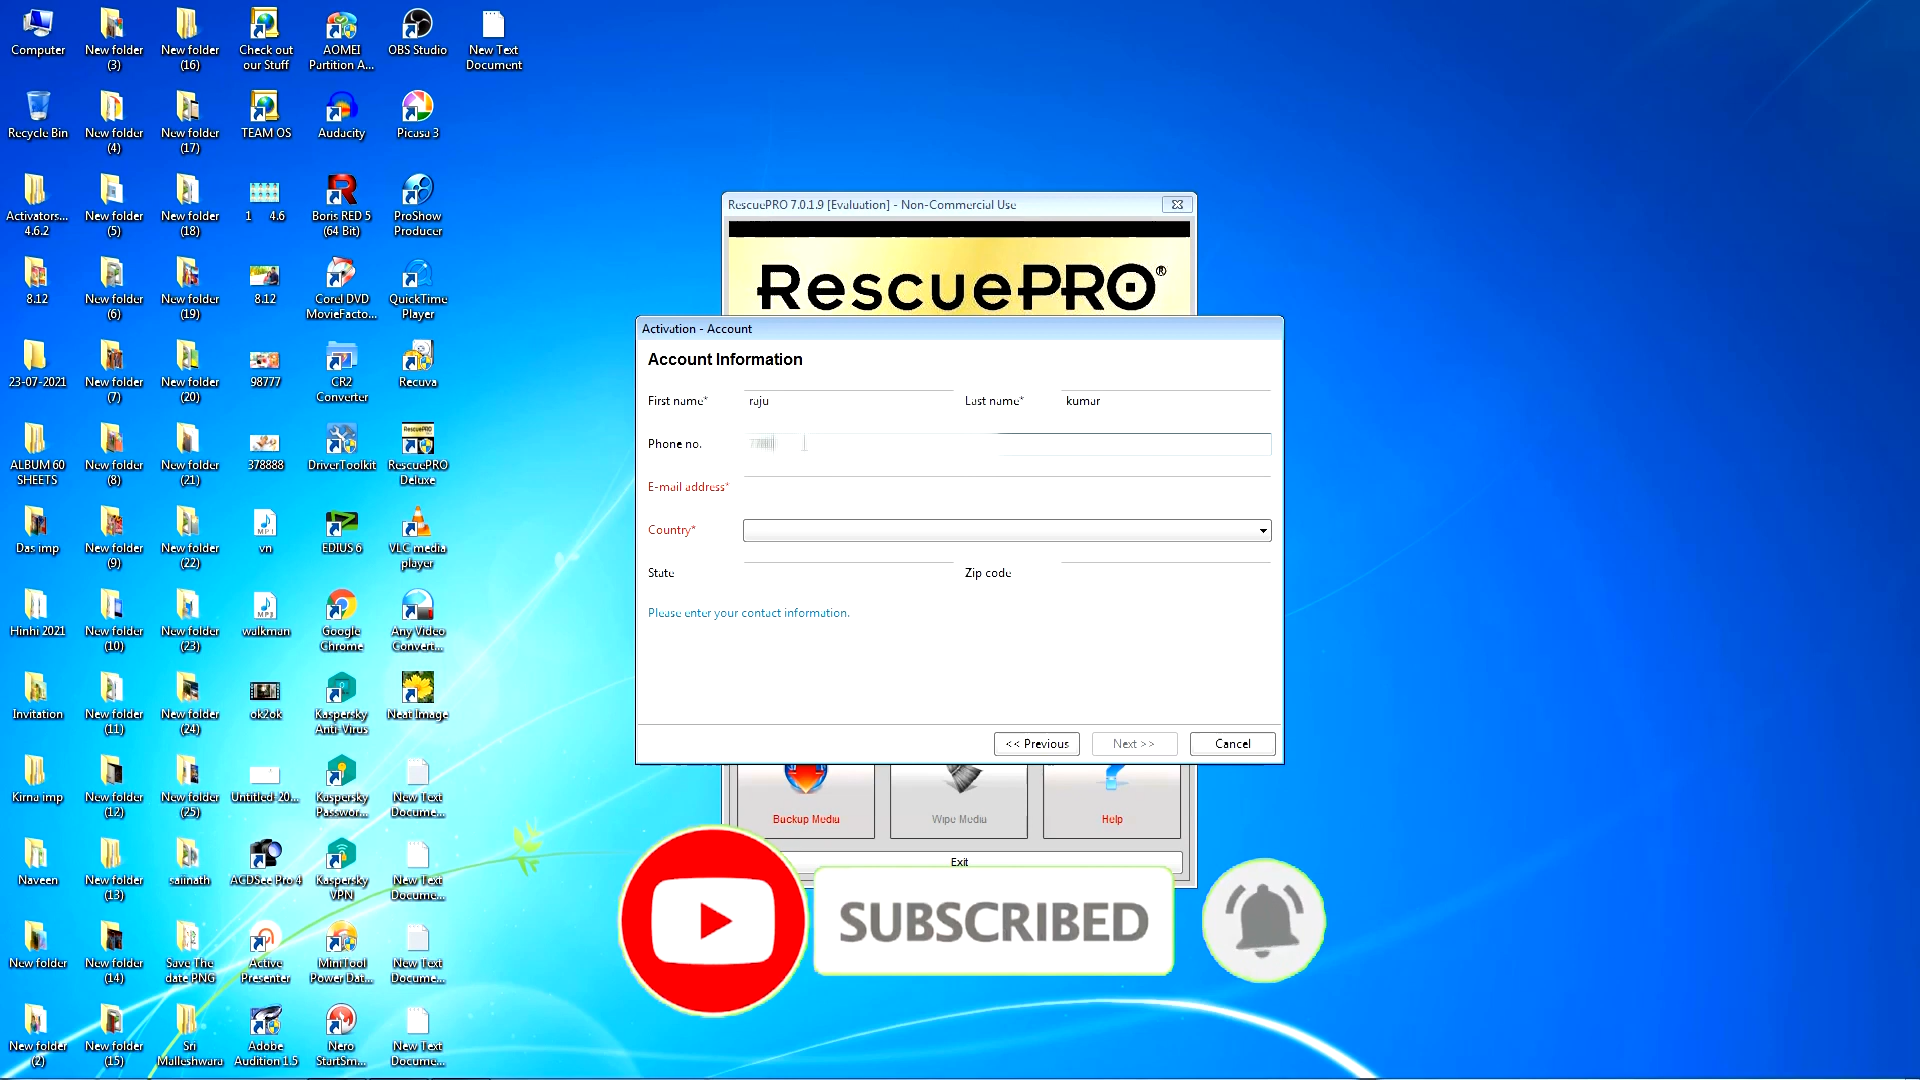 Computer
New folder
(3)
New folder
(16)
Check out
our Stuff
AOMEI
Partition A...
OBS Studio
New Text
Document
Recycle Bin
New folder
(4)
New folder
(17)
TEAM OS
Audacity
Picasa 3
Activators...
4.6.2
New folder
(5)
New folder
(18)
1 4.6
Boris RED 5
(64 Bit)
ProShow
Producer
8.12
New folder
(6)
New folder
(19)
8.12
Corel DVD
MovieFacto...
QuickTime
Player
23-07-2021
New folder
(7)
New folder
(20)
98777
CR2
Converter
Recuva
ALBUM 60
SHEETS
New folder
(8)
New folder
(21)
378888
DriverToolkit
RescuePRO
Deluxe
Das imp
New folder
(9)
New folder
(22)
vn
EDIUS 6
VLC media
player
Hinhi 2021
New folder
(10)
New folder
(23)
walkman
Google
Chrome
Any Video
Convert...
Invitation
New folder
(11)
New folder
(24)
ok2ok
Kaspersky
Anti-Virus
Neat Image
Kirna imp
New folder
(12)
New folder
(25)
Untitled-20...
Kaspersky
Passwor...
New Text
Docume...
Naveen
New folder
(13)
saiinath
ACDSee Pro 4
Kaspersky
VPN
New Text
Docume...
New folder
New folder
(14)
Save The
date PNG
Active
Presenter
MiniTool
Power Dat...
New Text
Docume...
New folder
(2)
New folder
(15)
Sri
Malleshwara
Adobe
Audition 1.5
Nero
StartSm...
New Text
Docume...
RescuePRO 7.0.1.9 [Evaluation] - Non-Commercial Use
RescuePRO®
Activation - Account
Account Information
First name* raju Last name* kumar
Phone no.
E-mail address*
Country*
State Zip code
Please enter your contact information.
<< Previous Next >> Cancel
Backup Media Wipe Media Help
Exit
SUBSCRIBED